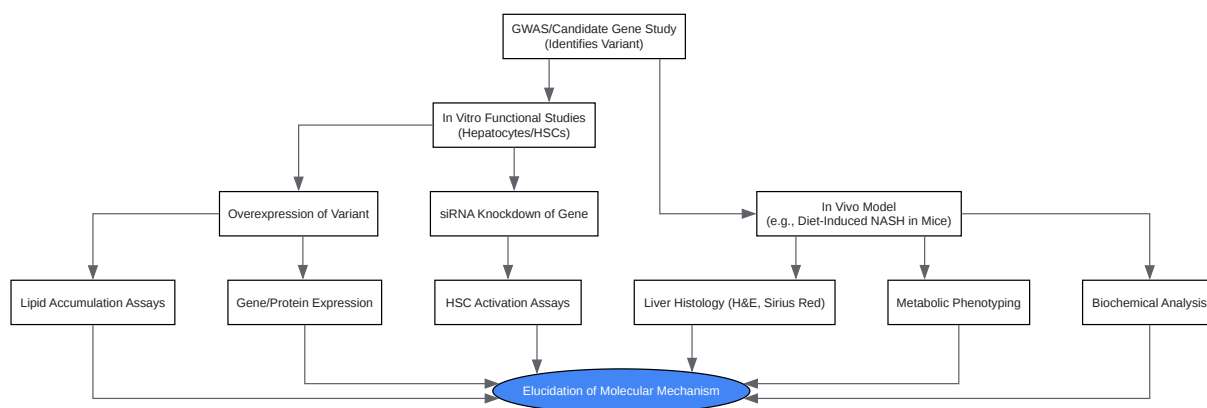 GWAS/Candidate Gene Study
(Identifies Variant)
In Vitro Functional Studies
(Hepatocytes/HSCs)
Overexpression of Variant
siRNA Knockdown of Gene
In Vivo Model
(e.g., Diet-Induced NASH in Mice)
Lipid Accumulation Assays
Gene/Protein Expression
HSC Activation Assays
Liver Histology (H&E, Sirius Red)
Metabolic Phenotyping
Biochemical Analysis
Elucidation of Molecular Mechanism